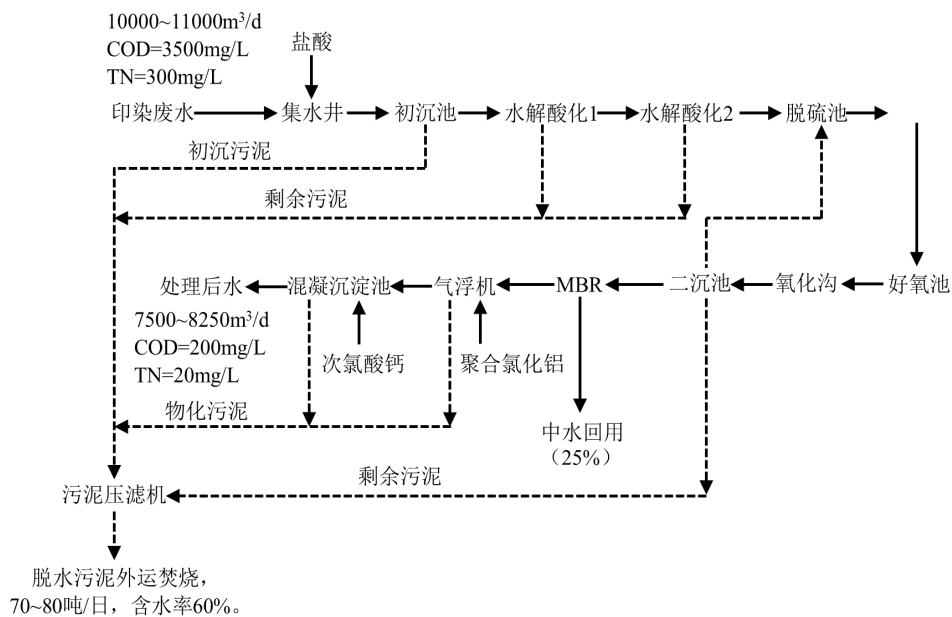 10000~11000m³/d
COD=3500mg/L
TN=300mg/L
盐酸
印染废水
集水井
初沉池
水解酸化1
水解酸化2
脱硫池
初沉污泥
剩余污泥
处理后水
混凝沉淀池
气浮机
MBR
二沉池
氧化沟
好氧池
7500~8250m³/d
COD=200mg/L
TN=20mg/L
次氯酸钙
聚合氯化铝
物化污泥
中水回用
（25%）
剩余污泥
污泥压滤机
脱水污泥外运焚烧，
70~80吨/日，含水率60%。